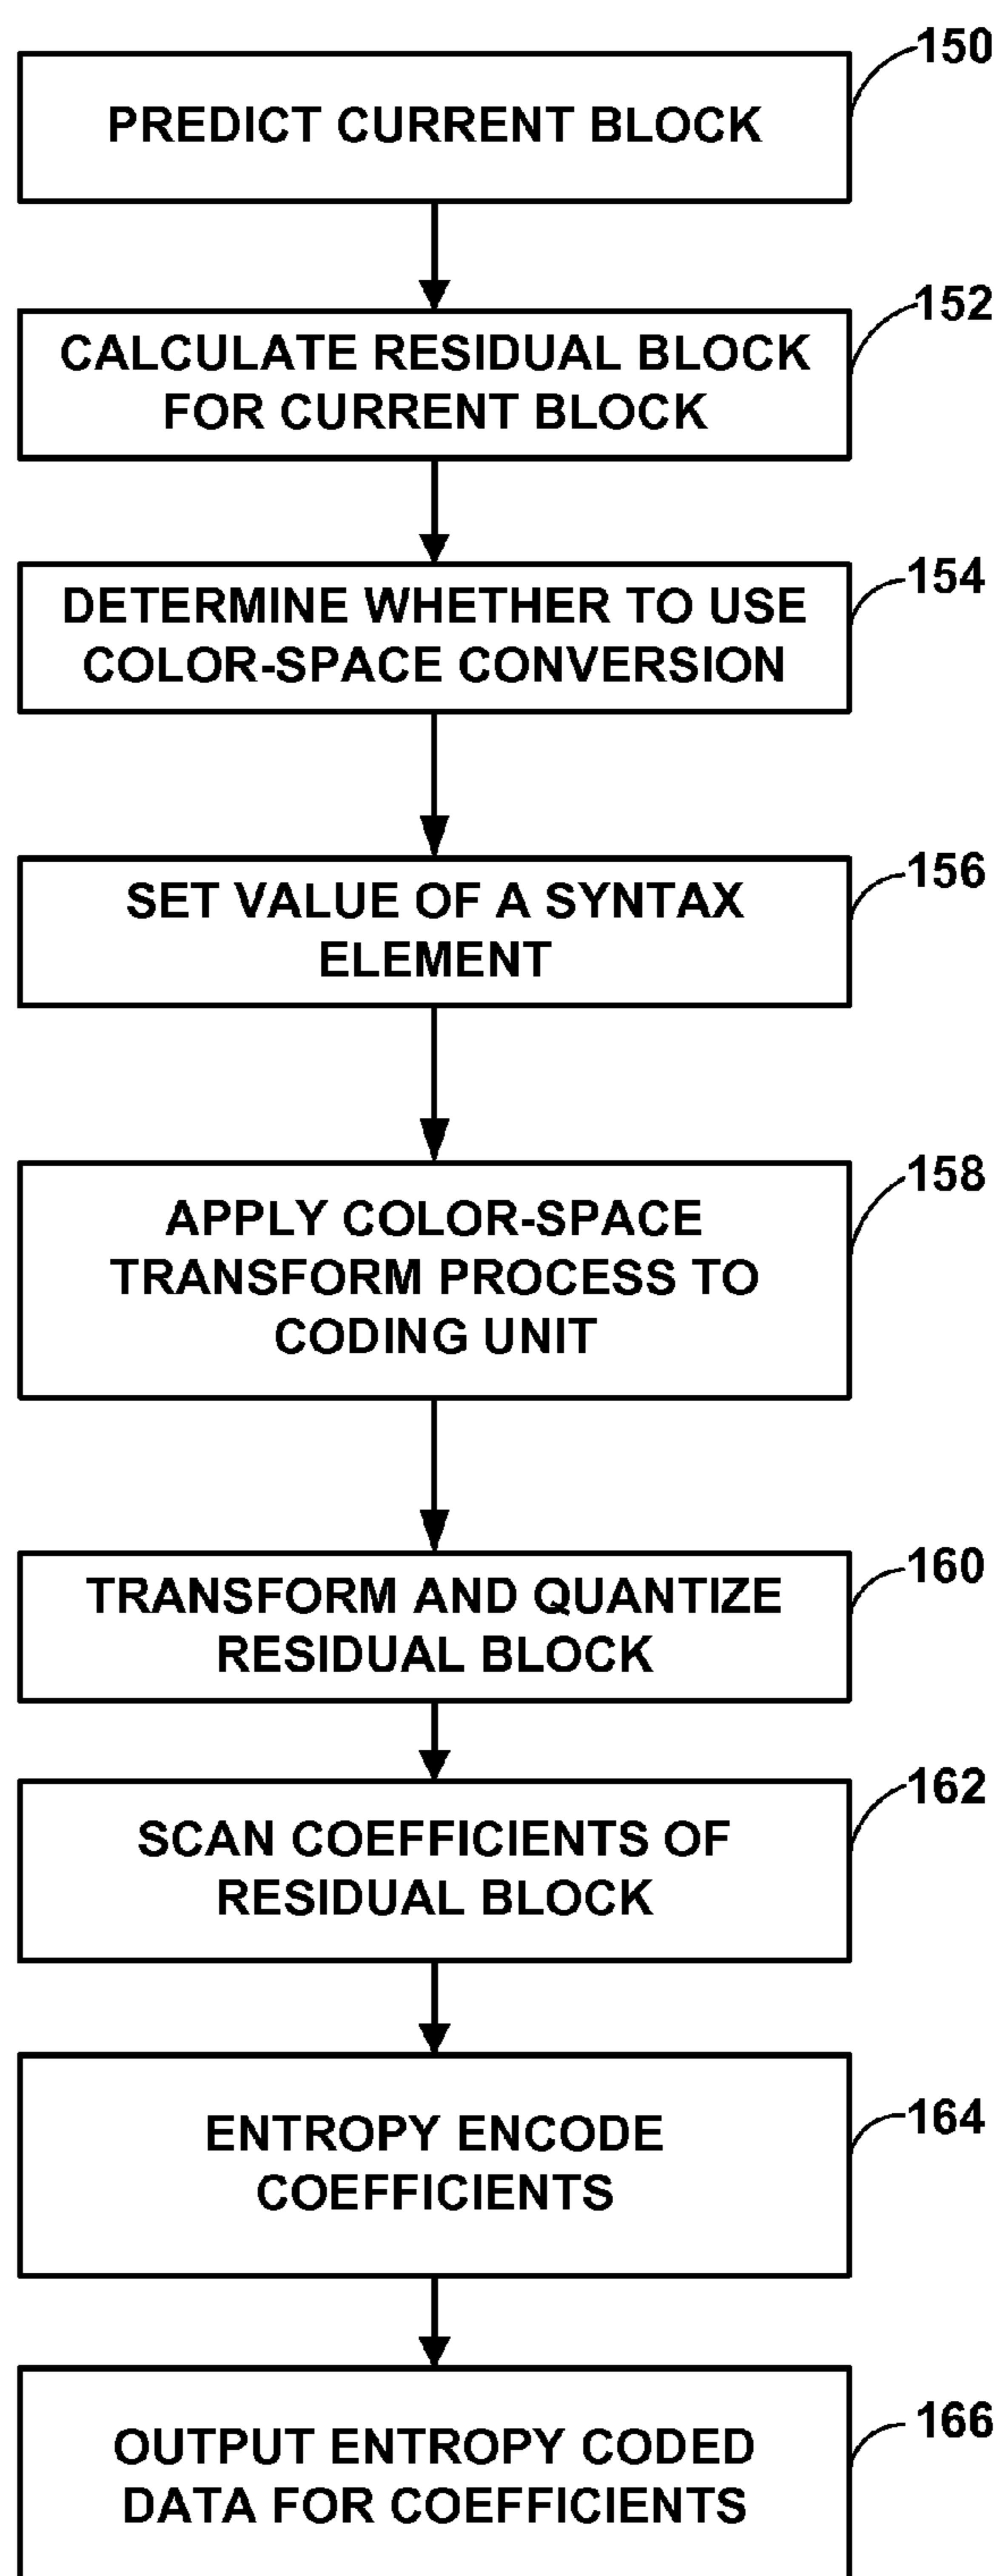 150
PREDICT CURRENT BLOCK
152
CALCULATE RESIDUAL BLOCK
FOR CURRENT BLOCK
154
DETERMINE WHETHER TO USE
COLOR-SPACE CONVERSION
156
SET VALUE OF A SYNTAX
ELEMENT
158
APPLY COLOR-SPACE
TRANSFORM PROCESS TO
CODING UNIT
160
TRANSFORM AND QUANTIZE
RESIDUAL BLOCK
162
SCAN COEFFICIENTS OF
RESIDUAL BLOCK
164
ENTROPY ENCODE
COEFFICIENTS
166
OUTPUT ENTROPY CODED
DATA FOR COEFFICIENTS